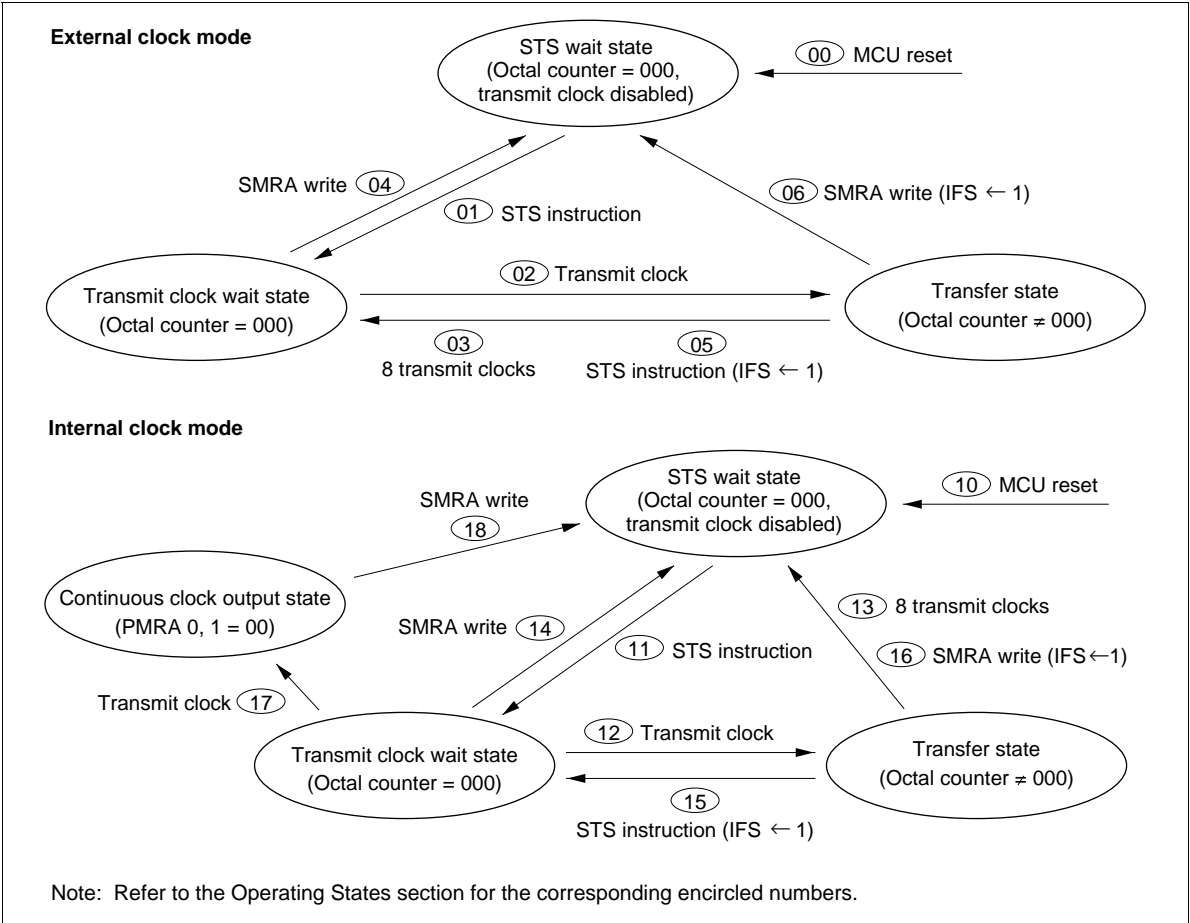 External clock mode
STS wait state
(Octal counter = 000,
transmit clock disabled)
00 MCU reset
SMRA write 04
01 STS instruction
06 SMRA write (IFS ← 1)
Transmit clock wait state
(Octal counter = 000)
02 Transmit clock
Transfer state
(Octal counter ≠ 000)
03
8 transmit clocks
05
STS instruction (IFS ← 1)
Internal clock mode
STS wait state
(Octal counter = 000,
transmit clock disabled)
10 MCU reset
SMRA write
18
Continuous clock output state
(PMRA 0, 1 = 00)
SMRA write 14
11 STS instruction
13 8 transmit clocks
16 SMRA write (IFS←1)
Transmit clock 17
Transmit clock wait state
(Octal counter = 000)
12 Transmit clock
Transfer state
(Octal counter ≠ 000)
15
STS instruction (IFS ← 1)
Note: Refer to the Operating States section for the corresponding encircled numbers.